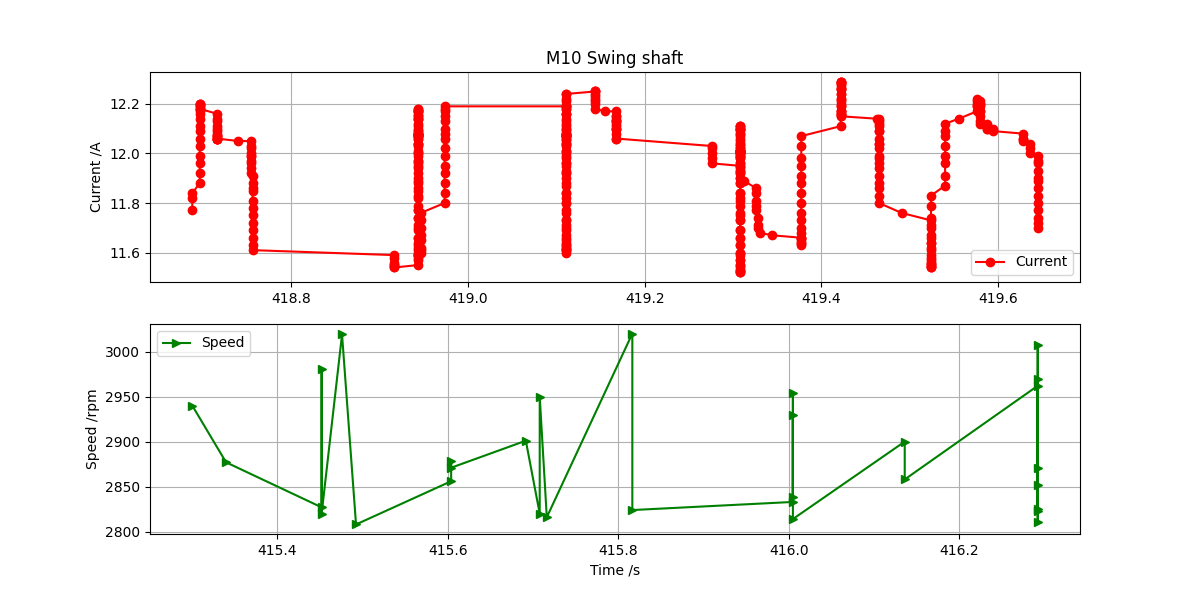 M10 Swing shaft
Current /A
12.2
12.0
11.8
11.6
Current
418.8 419.0 419.2 419.4 419.6
Speed /rpm
3000
2950
2900
2850
2800
Speed
415.4 415.6 415.8 416.0 416.2
Time /s